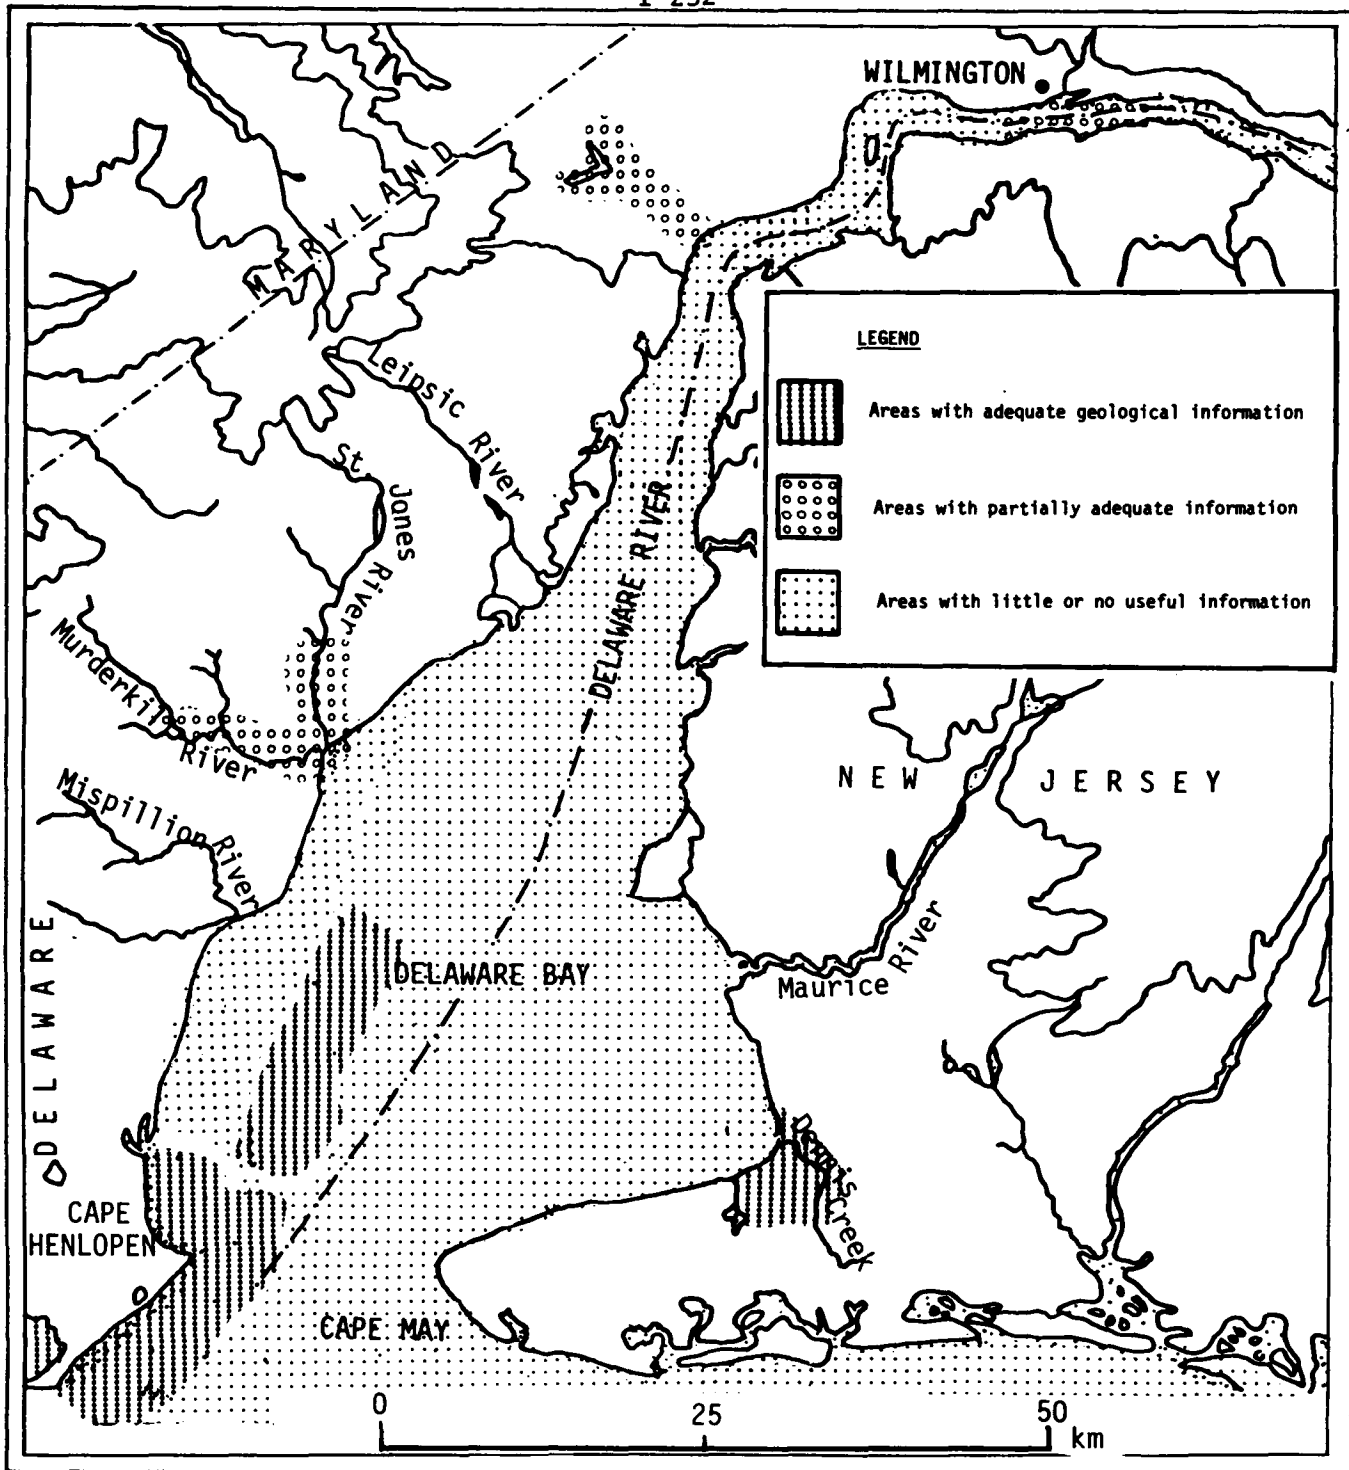 WILMINGTON
MARYLAND
LEGEND
Areas with adequate geological information
Areas with partially adequate information
Areas with little or no useful information
Leipsic River
St. Jones River
DELAWARE RIVER
Murderkill River
Mispillion River
NEW JERSEY
DELAWARE
DELAWARE BAY
Maurice River
Dennis Creek
CAPE
HENLOPEN
CAPE MAY
0 25 50 km